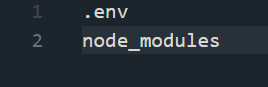 1 .env
2 node_modules